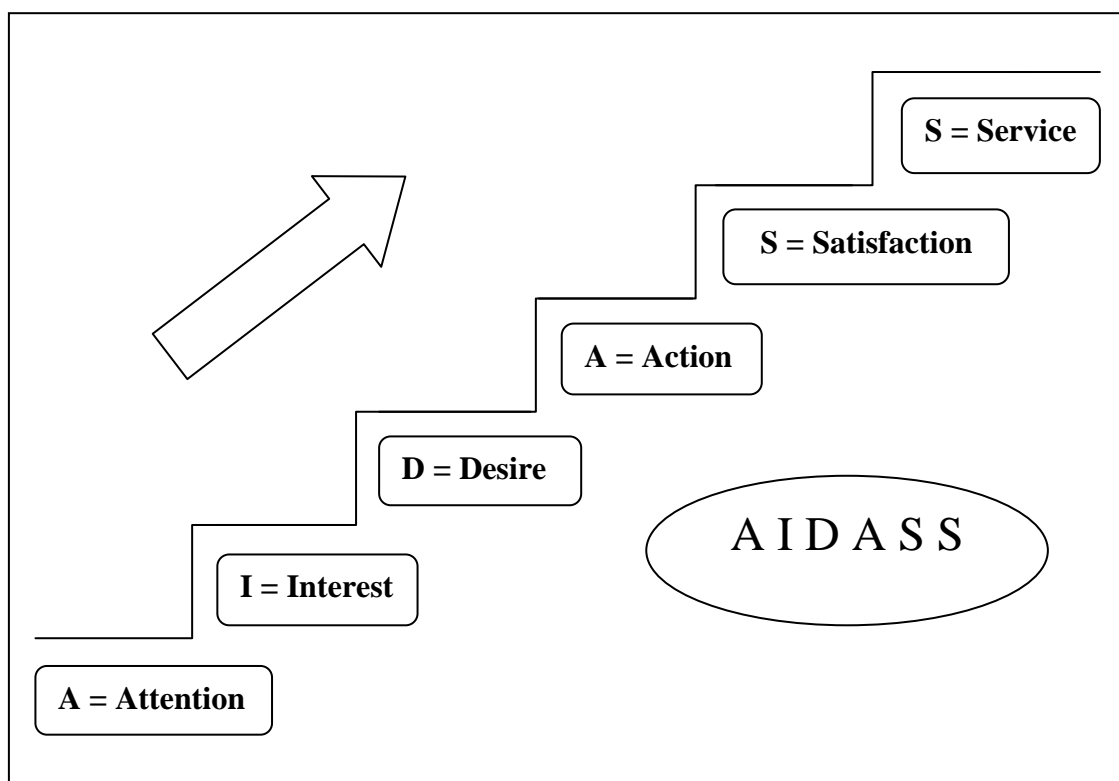 S = Service
S = Satisfaction
A = Action
D = Desire
A I D A S S
I = Interest
A = Attention